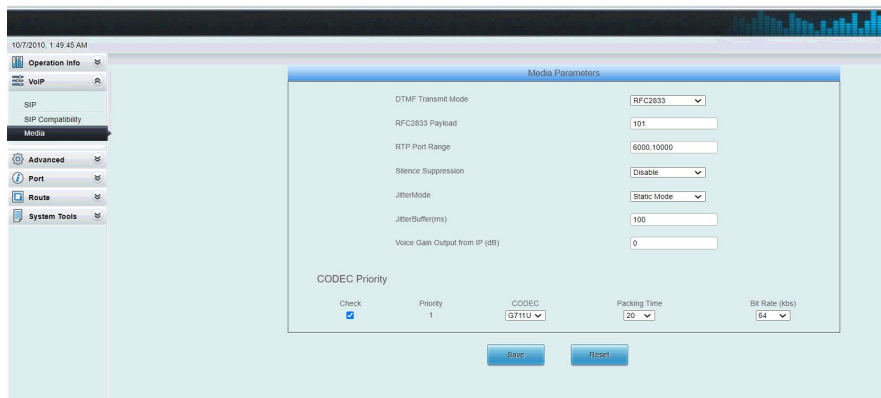 10/7/2010, 1:49:45 AM
Operation Info
VoIP
SIP
SIP Compatibility
Media
Advanced
Port
Route
System Tools
Media Parameters
DTMF Transmit Mode RFC2833
RFC2833 Payload 101
RTP Port Range 6000,10000
Silence Suppression Disable
JitterMode Static Mode
JitterBuffer(ms) 100
Voice Gain Output from IP (dB) 0
CODEC Priority
Check Priority CODEC Packing Time Bit Rate (kbs)
1 G711U 20 64
Save Reset